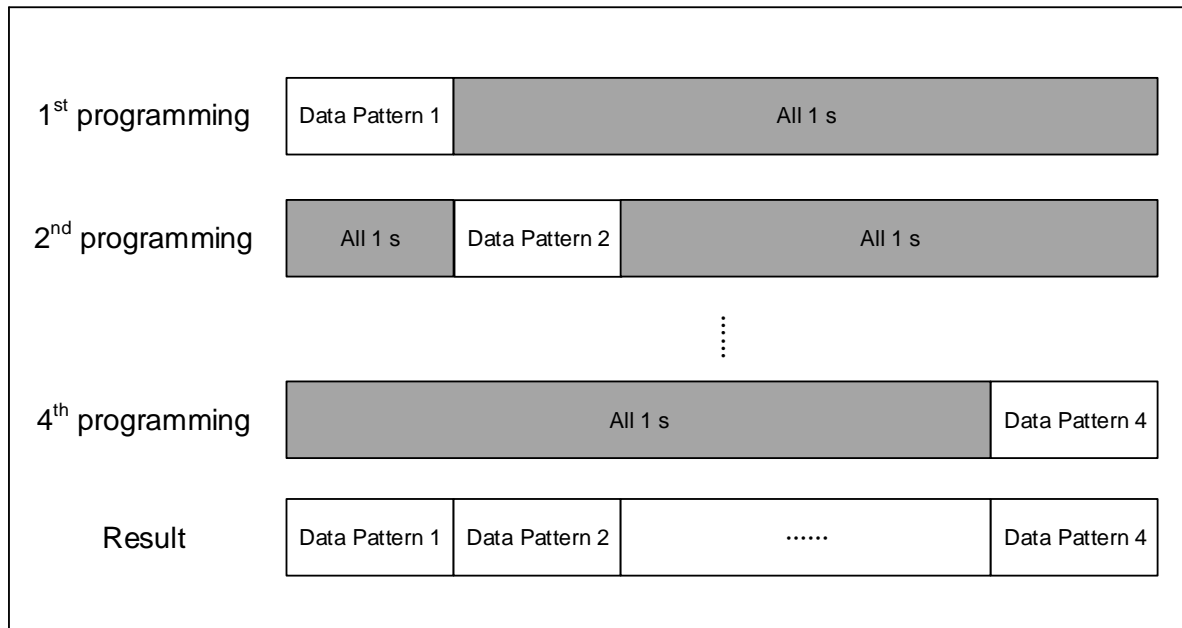 1st programming
Data Pattern 1
All 1 s
2nd programming
All 1 s
Data Pattern 2
All 1 s
4th programming
All 1 s
Data Pattern 4
Result
Data Pattern 1
Data Pattern 2
......
Data Pattern 4